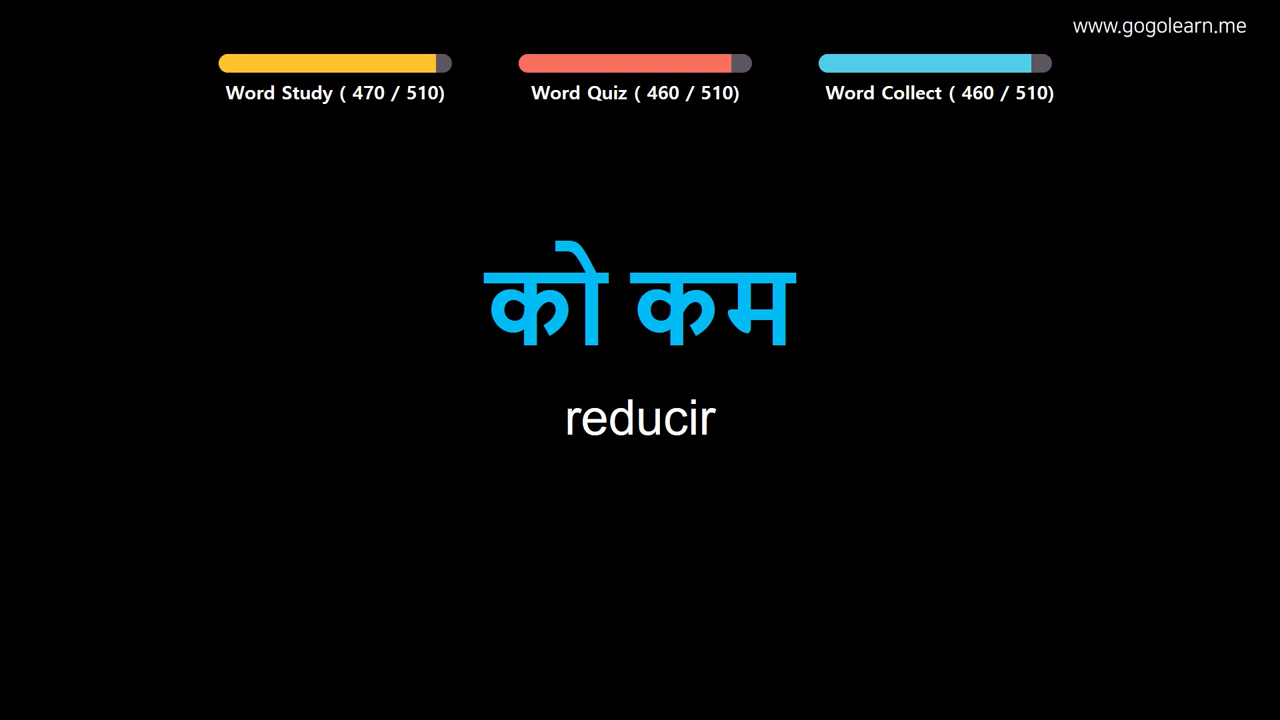 www.gogolearn.me
Word Study ( 470 / 510)
Word Quiz ( 460 / 510)
Word Collect ( 460 / 510)
को कम
reducir